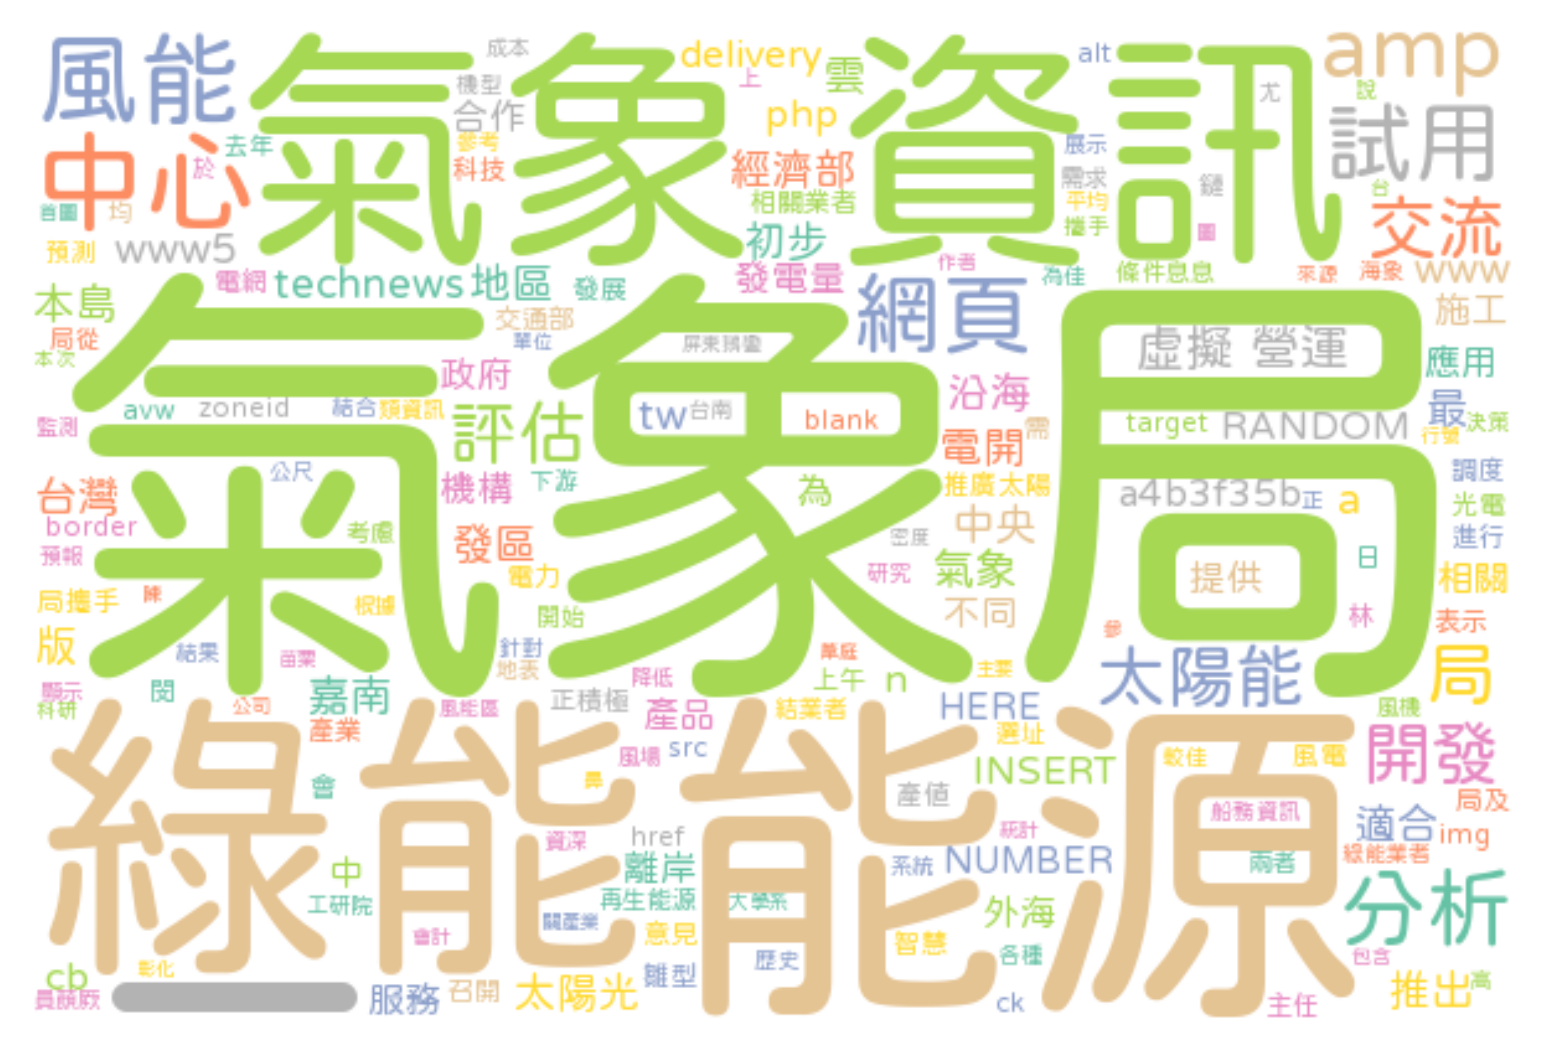 風能 氣象 資訊 成本 delivery 雲 alt amp
機型 上 php 尤 說
合作 試用
中心 去年 於 參考 科技 經濟部 展示
需求 鏈 台
首圖 均 相關業者 平均 攜手 圖 交流
預測 www5 初步
電網 technews 地區 發展 發電量 作者 為佳 條件息息 來源 海象 www
本島 交通部 網頁 施工
局從 單位 虛擬 營運
本次 氣象局 政府 應用
avw zoneid 結合 類資訊 沿海 最
監測 評估 tw 台南 blank 電開 需 target RANDOM 行號 決策
台灣 公尺 機構 下游 為 推廣太陽 a4b3f35b 正 a 調度
border 考慮 發區 密度 中央 光電
預報 電力 研究 氣象 提供 日 進行
局攜手 陳 根據 開始 不同 林 相關
版 結果 苗栗 針對 參 表示
地表 降低 上午 n 主要 太陽能 局
顯示 閔 嘉南 正積極 HERE
科研 公司 風能區 產品 結業者 風機
綠能 能源 產業 風場 src 選址 較佳 風電 開發
會 鼻 產值 INSERT 船務資訊 局及
資深 href 統計 適合 img
中 離岸 系統 NUMBER 兩者 綠能業者
工研院 再生能源 大學系 外海 分析
會計 關產業 意見 智慧
cb 彰化 雛型 歷史 各種 包含
服務 召開 太陽光 ck 主任 推出 高